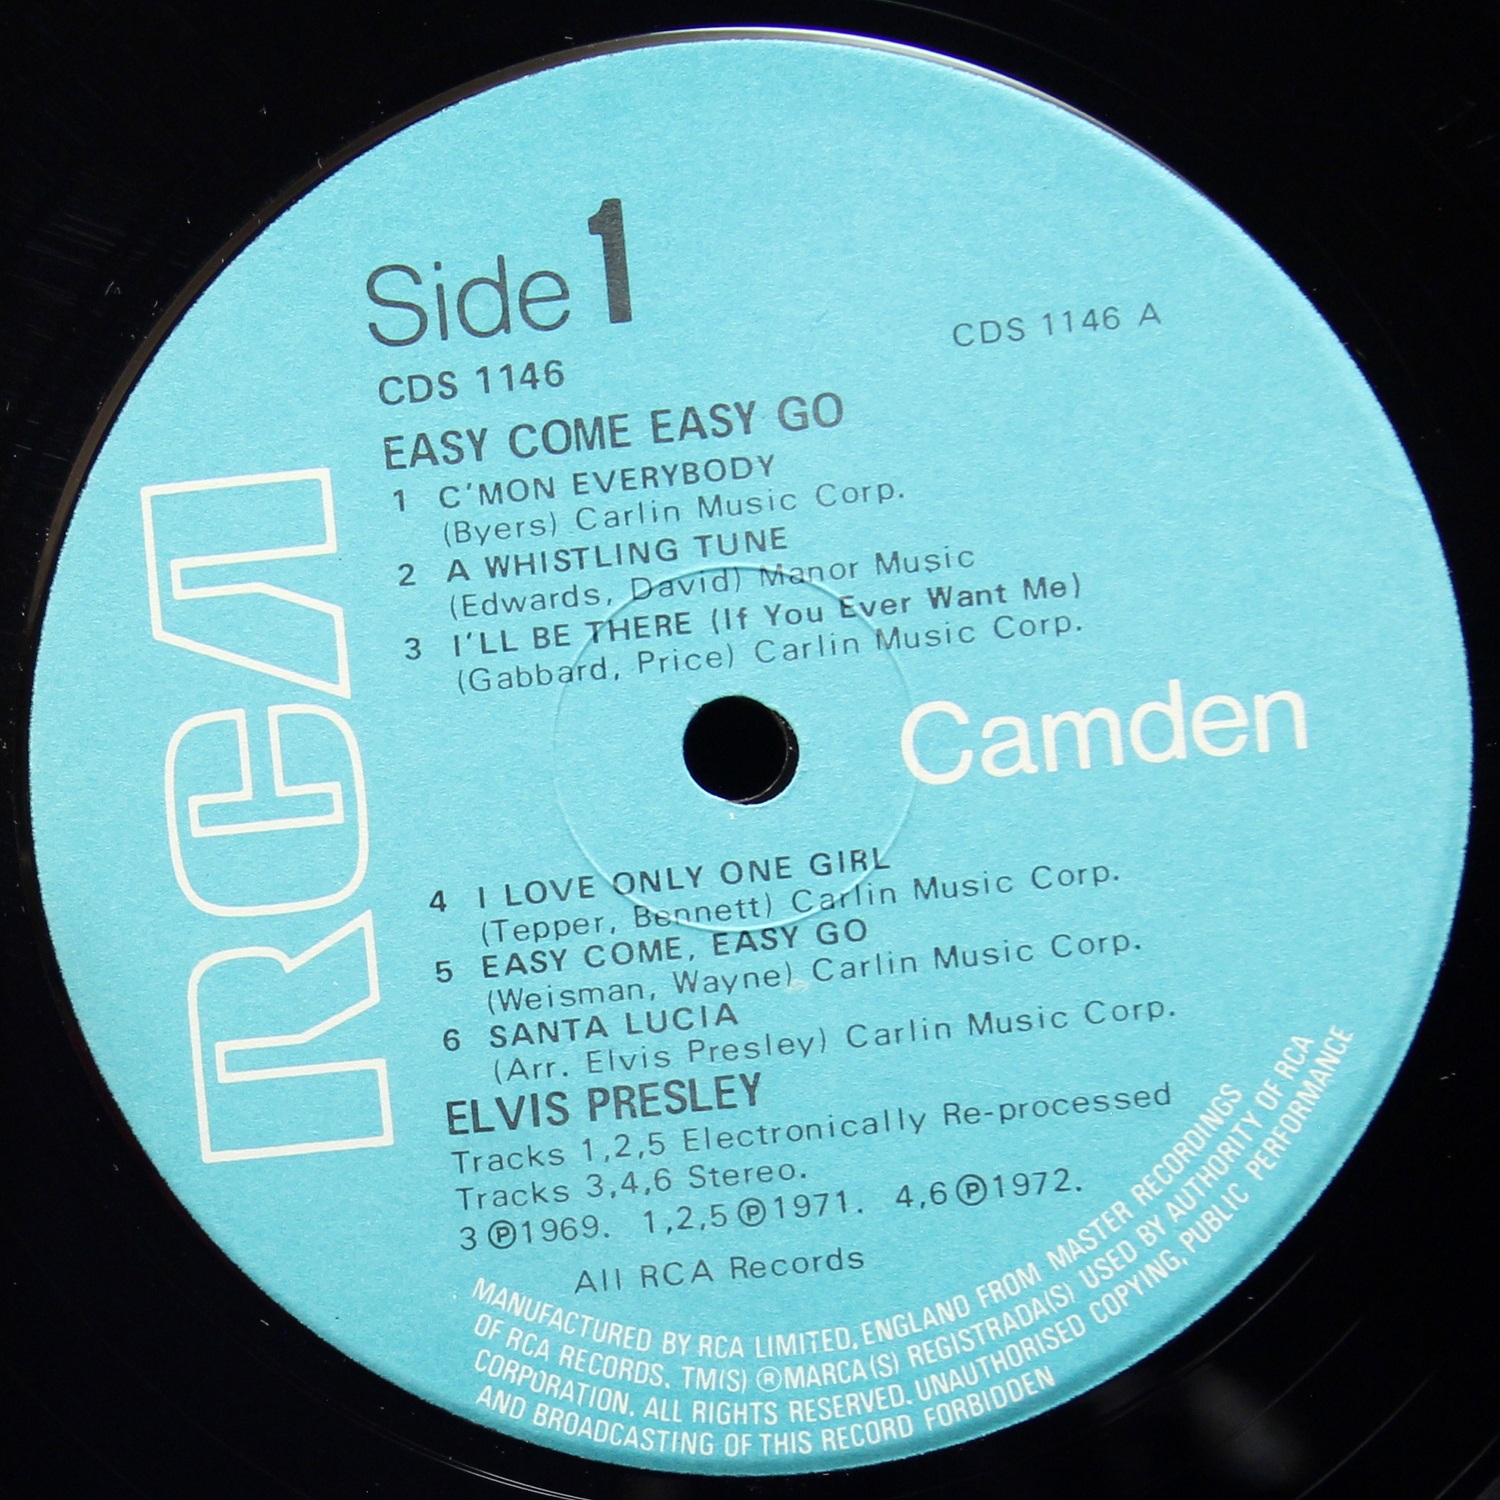 Side 1
CDS 1146
CDS 1146 A
EASY COME EASY GO
1 C'MON EVERYBODY
(Byers) Carlin Music Corp.
2 A WHISTLING TUNE
(Edwards, David) Manor Music
3 I'LL BE THERE (If You Ever Want Me)
(Gabbard, Price) Carlin Music Corp.
RCA
Camden
4 I LOVE ONLY ONE GIRL
(Tepper, Bennett) Carlin Music Corp.
5 EASY COME, EASY GO
(Weisman, Wayne) Carlin Music Corp.
6 SANTA LUCIA
(Arr. Elvis Presley) Carlin Music Corp.
ELVIS PRESLEY
Tracks 1,2,5 Electronically Re-processed
Tracks 3,4,6 Stereo.
3 ℗1969. 1,2,5 ℗1971. 4,6 ℗1972.
All RCA Records
MANUFACTURED BY RCA LIMITED, ENGLAND FROM MASTER RECORDINGS
OF RCA RECORDS. TM(S) ®MARCA(S) REGISTRADA(S) USED BY AUTHORITY OF RCA
CORPORATION. ALL RIGHTS RESERVED. UNAUTHORISED COPYING, PUBLIC PERFORMANCE
AND BROADCASTING OF THIS RECORD FORBIDDEN